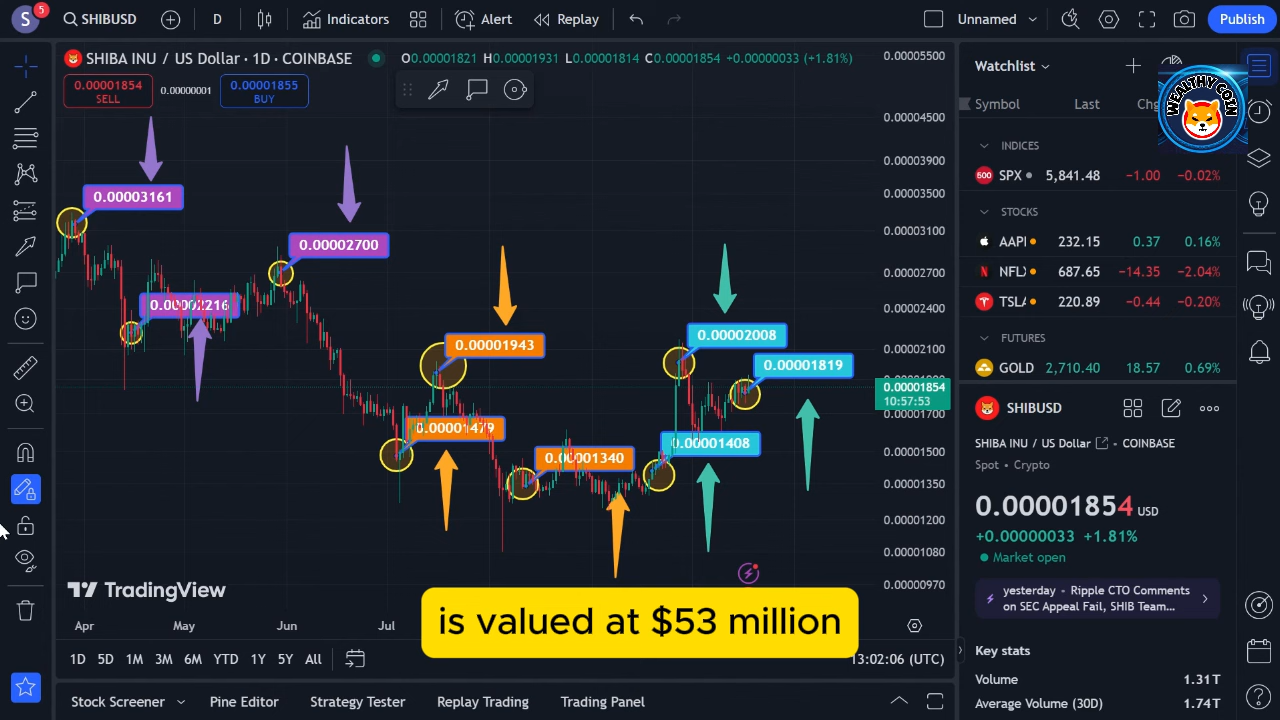 S
5
SHIBUSD
D
Indicators
Alert
Replay
Unnamed
Publish
SHIBA INU / US Dollar · 1D · COINBASE
O0.00001821 H0.00001931 L0.00001814 C0.00001854 +0.00000033 (+1.81%)
0.00001854
SELL
0.00000001
0.00001855
BUY
0.00003161
0.00002700
0.00002216
0.00001943
0.00001479
0.00001340
0.00002008
0.00001819
0.00001408
0.00005500
0.00004500
0.00003900
0.00003500
0.00003100
0.00002700
0.00002400
0.00002100
0.00001854
10:57:53
0.00001700
0.00001500
0.00001350
0.00001200
0.00001080
0.00000970
TradingView
Apr May Jun Jul
is valued at $53 million
1D 5D 1M 3M 6M YTD 1Y 5Y All
13:02:06 (UTC)
Stock Screener Pine Editor Strategy Tester Replay Trading Trading Panel
Watchlist
WEALTHY COIN
Symbol Last Chg
INDICES
500 SPX 5,841.48 −1.00 −0.02%
STOCKS
AAPL 232.15 0.37 0.16%
NFLX 687.65 −14.35 −2.04%
TSLA 220.89 −0.44 −0.20%
FUTURES
GOLD 2,710.40 18.57 0.69%
SHIBUSD
SHIBA INU / US Dollar COINBASE
Spot • Crypto
0.00001854 USD
+0.00000033 +1.81%
Market open
yesterday - Ripple CTO Comments
on SEC Appeal Fail, SHIB Team...
Key stats
Volume 1.31T
Average Volume (30D) 1.74T